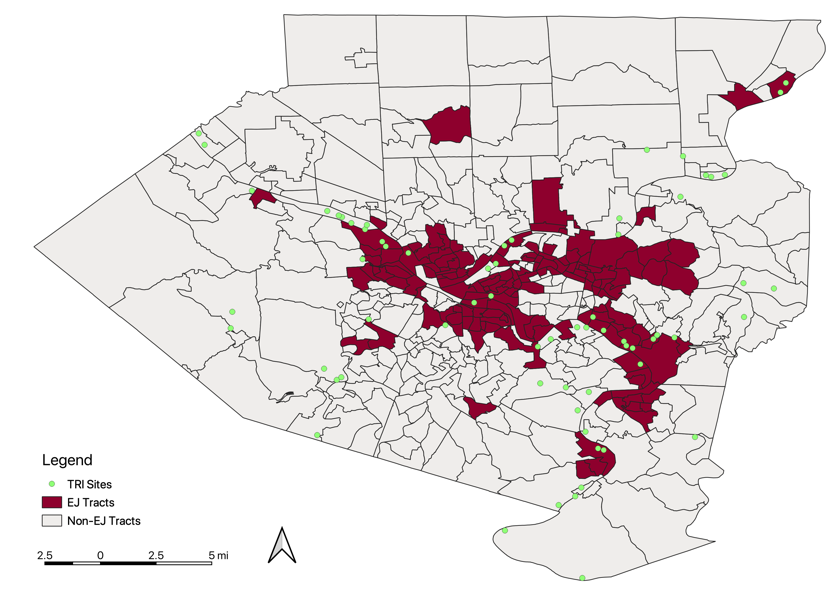 Legend
TRI Sites
EJ Tracts
Non-EJ Tracts
2.5 0 2.5 5 mi